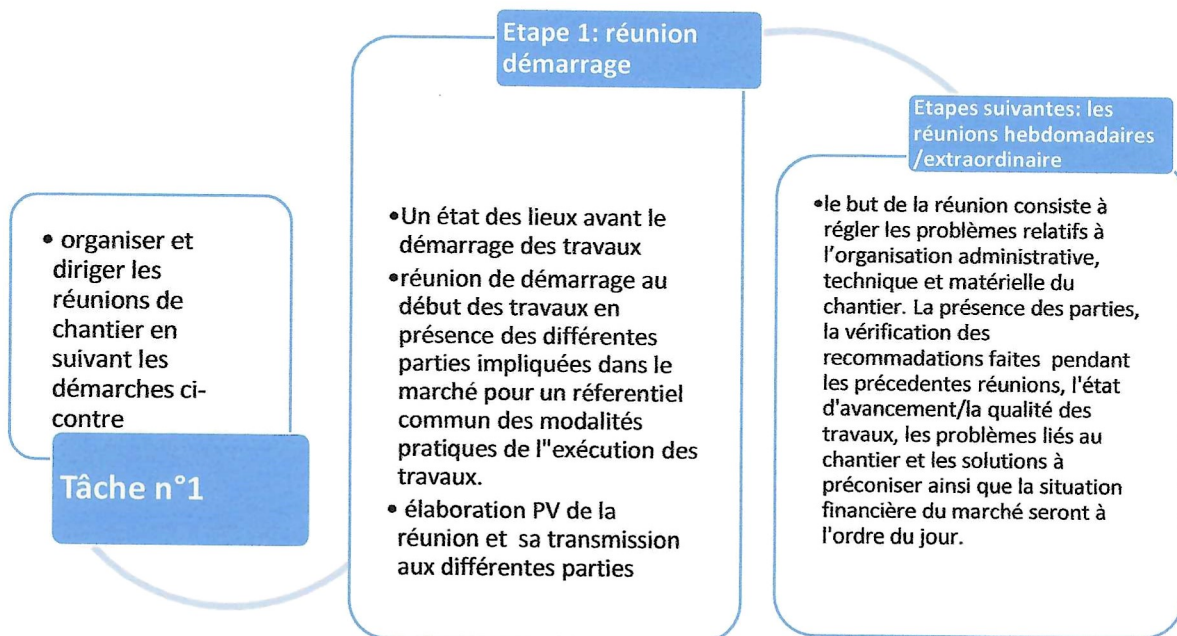 • organiser et
diriger les
réunions de
chantier en
suivant les
démarches ci-
contre
Tâche n°1
Etape 1: réunion
démarrage
•Un état des lieux avant le
démarrage des travaux
•réunion de démarrage au
début des travaux en
présence des différentes
parties impliquées dans le
marché pour un réferentiel
commun des modalités
pratiques de l"exécution des
travaux.
• élaboration PV de la
réunion et sa transmission
aux différentes parties
Etapes suivantes: les
réunions hebdomadaires
/extraordinaire
•le but de la réunion consiste à
régler les problèmes relatifs à
l'organisation administrative,
technique et matérielle du
chantier. La présence des parties,
la vérification des
recommadations faites pendant
les précedentes réunions, l'état
d'avancement/la qualité des
travaux, les problèmes liés au
chantier et les solutions à
préconiser ainsi que la situation
financière du marché seront à
l'ordre du jour.